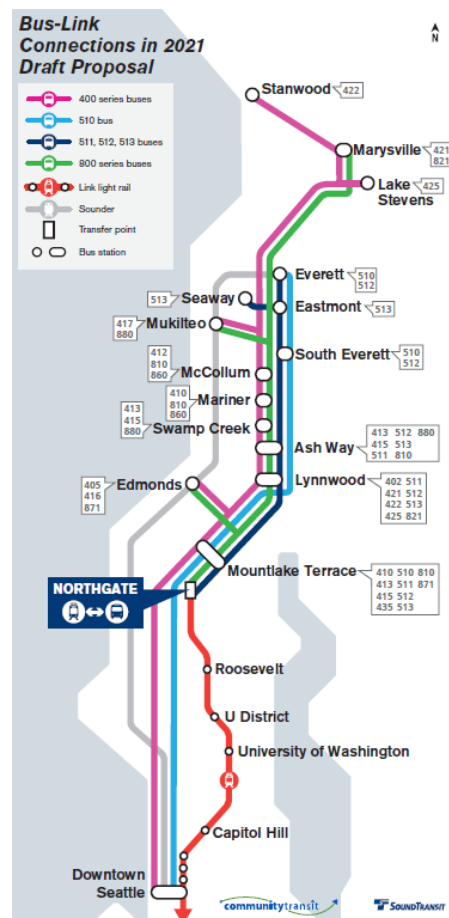 Bus-Link
Connections in 2021
Draft Proposal
N
400 series buses
510 bus
511, 512, 513 buses
800 series buses
Link light rail
Sounder
Transfer point
Bus station
Stanwood
422
Marysville
421
821
Lake
Stevens
425
Everett
510
512
513
Seaway
Eastmont
513
417
880
Mukilteo
South Everett
510
512
412
810
860
McCollum
410
810
860
Mariner
413
415
880
Swamp Creek
Ash Way
413 512 880
415 513
511 810
Lynnwood
402 511
421 512
422 513
425 821
405
416
871
Edmonds
Mountlake Terrace
410 510 810
413 511 871
415 512
435 513
NORTHGATE
Roosevelt
U District
University of Washington
Capitol Hill
Downtown
Seattle
communitytransit
SOUNDTRANSIT